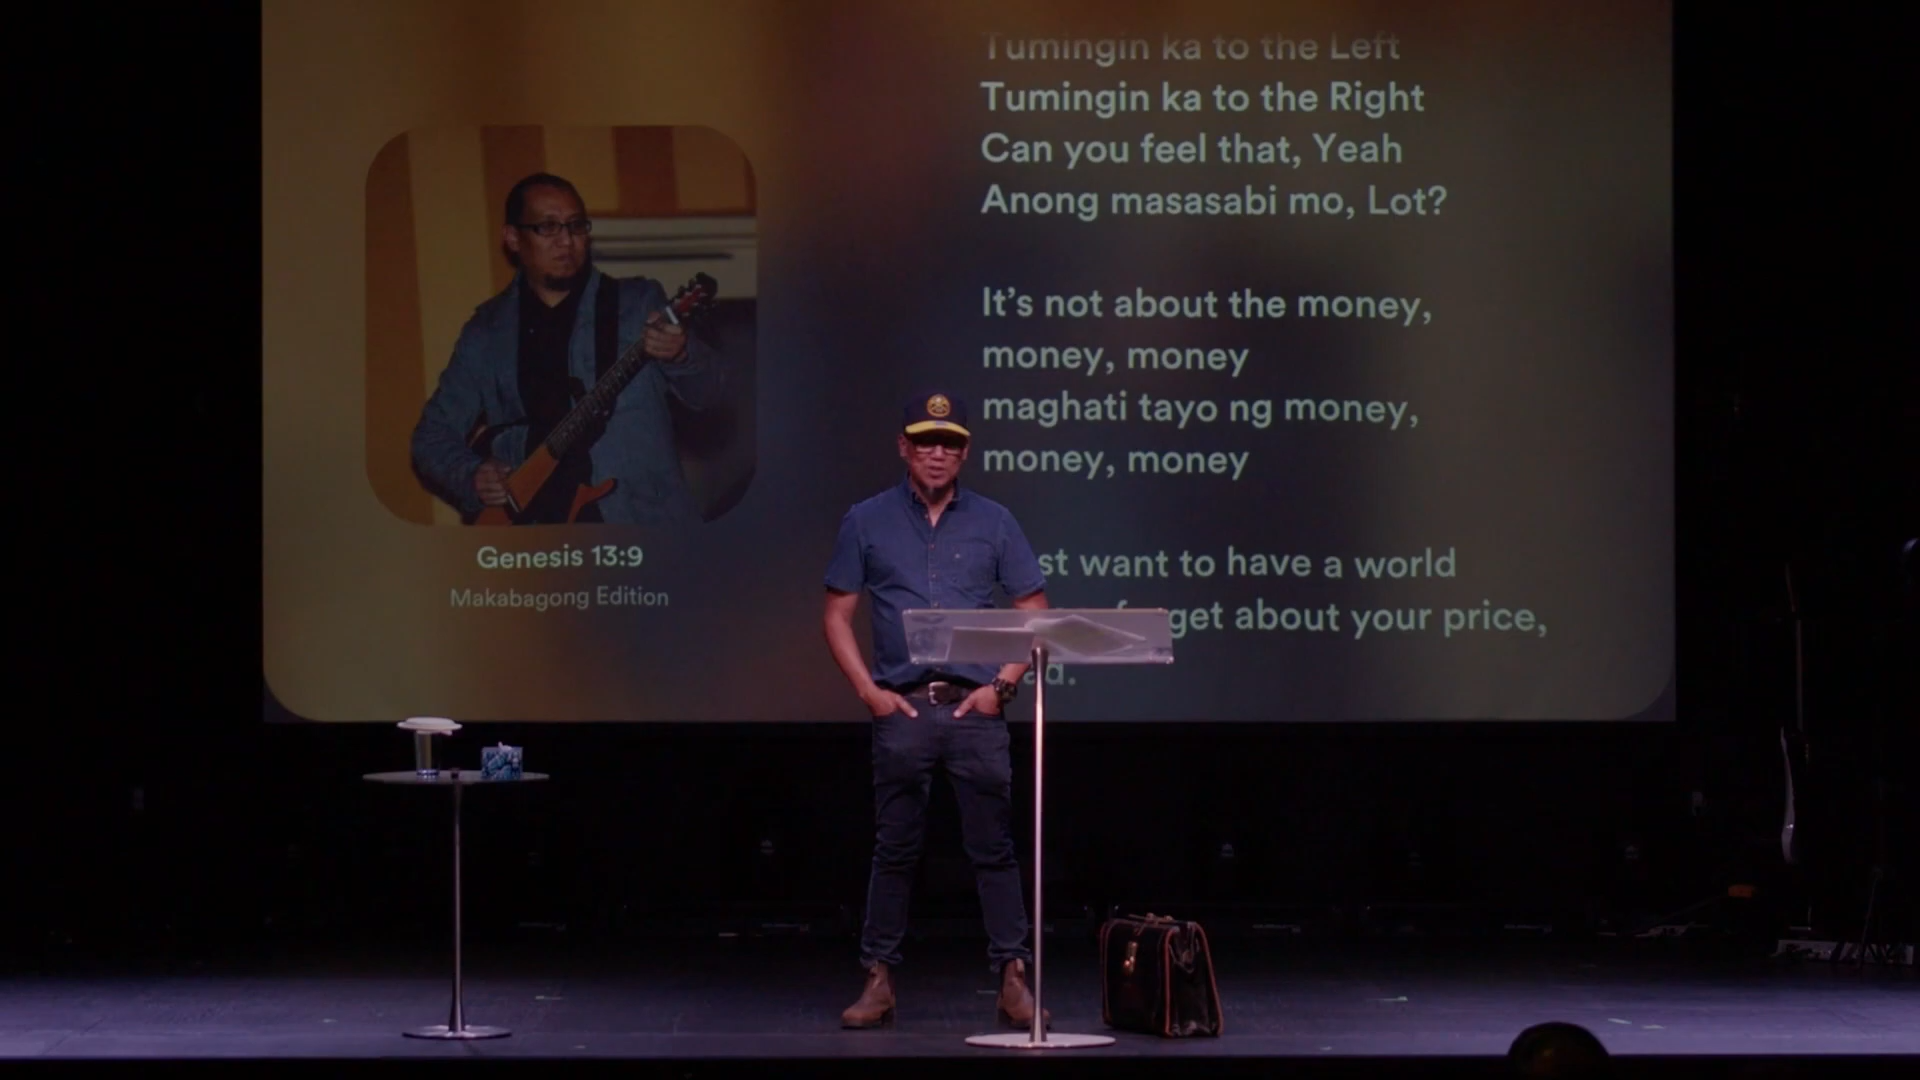 Tumingin ka to the Left
Tumingin ka to the Right
Can you feel that, Yeah
Anong masasabi mo, Lot?
It's not about the money,
money, money
maghati tayo ng money,
money, money
want to have a world
about your price,
Genesis 13:9
Makabagong Edition